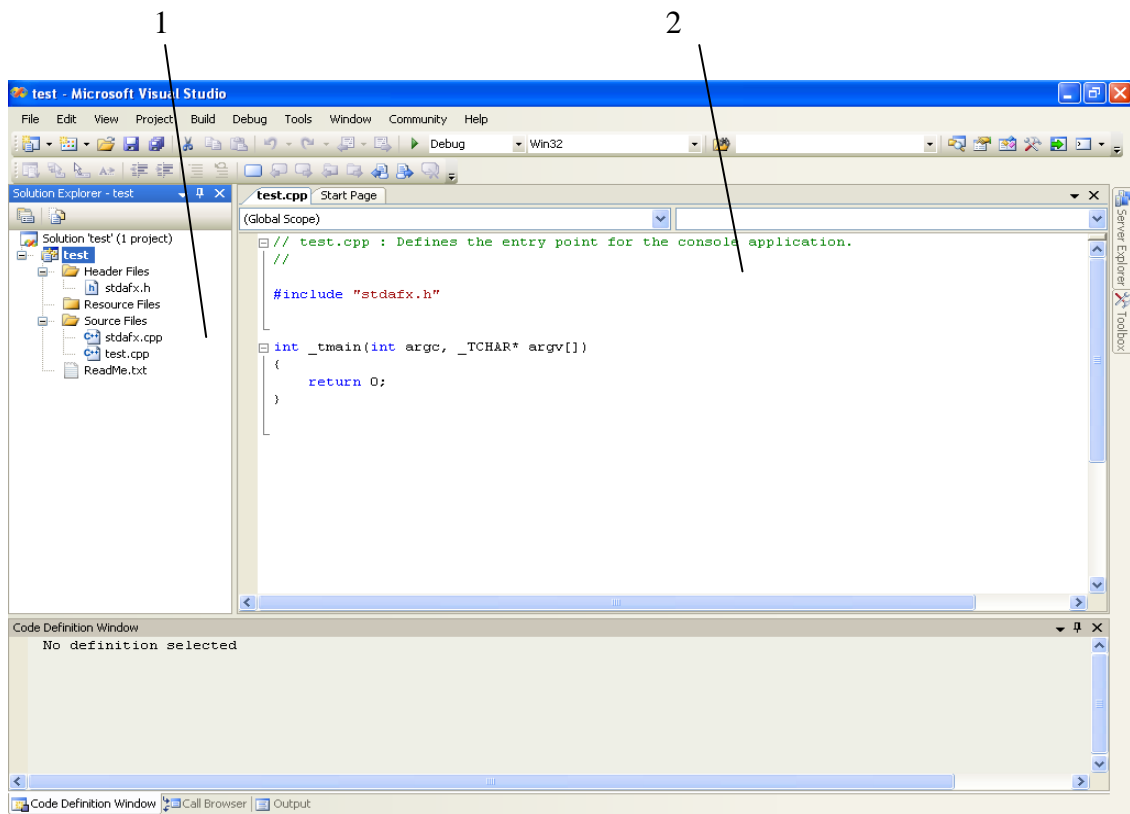 1 2
test - Microsoft Visual Studio
File Edit View Project Build Debug Tools Window Community Help
Debug Win32
Solution Explorer - test
test.cpp Start Page
(Global Scope)
Solution 'test' (1 project)
test
Header Files
stdafx.h
Resource Files
Source Files
stdafx.cpp
test.cpp
ReadMe.txt
// test.cpp : Defines the entry point for the console application.
//
#include "stdafx.h"
int _tmain(int argc, _TCHAR* argv[])
{
return 0;
}
Server Explorer
Toolbox
Code Definition Window
No definition selected
Code Definition Window Call Browser Output